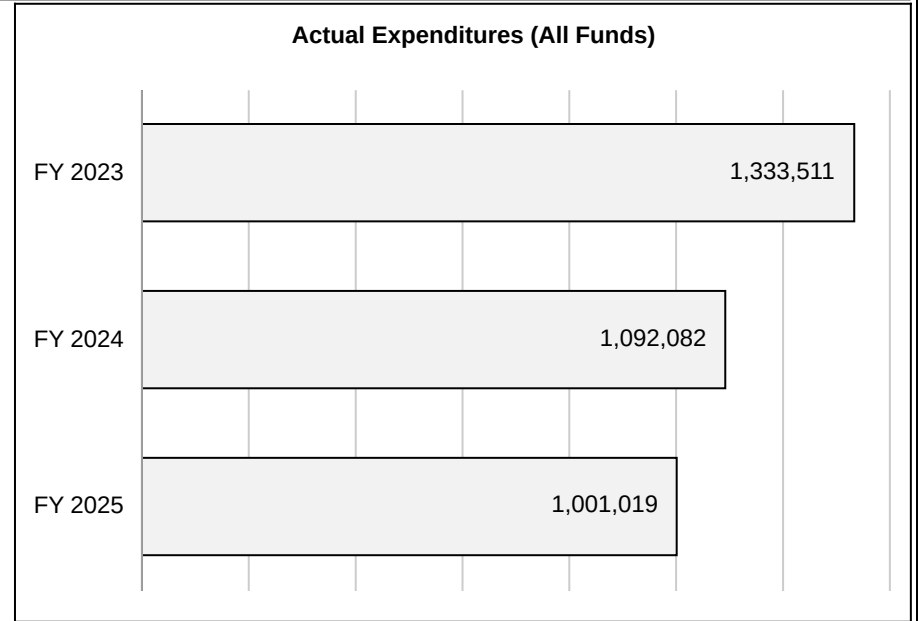 Actual Expenditures (All Funds)
FY 2023 1,333,511
FY 2024 1,092,082
FY 2025 1,001,019